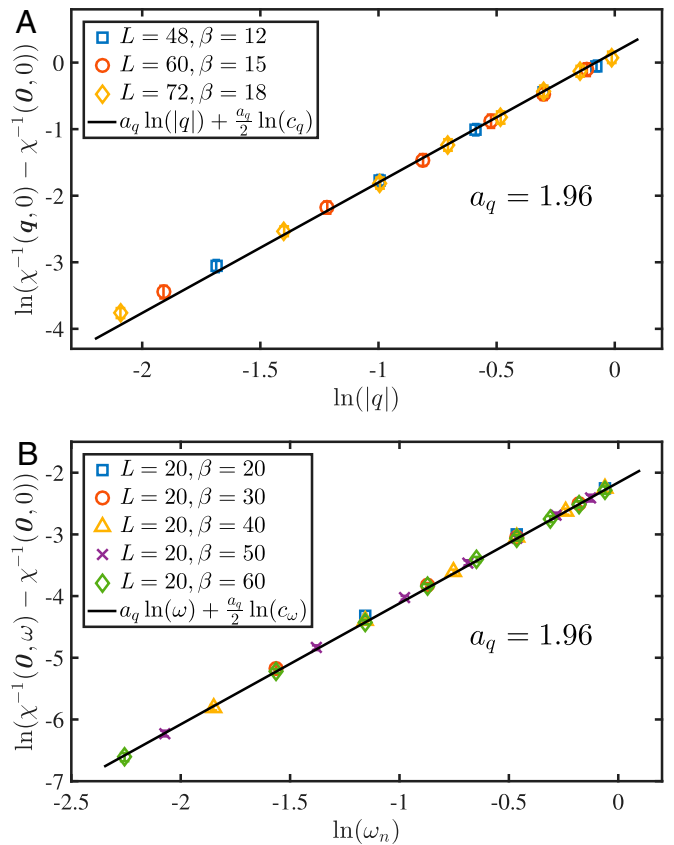 A
ln(χ⁻¹(q, 0) − χ⁻¹(0, 0))
0
-1
-2
-3
-4
L = 48, β = 12
L = 60, β = 15
L = 72, β = 18
a_q ln(|q|) + a_q/2 ln(c_q)
a_q = 1.96
-2
-1.5
-1
-0.5
0
ln(|q|)
B
ln(χ⁻¹(0, ω) − χ⁻¹(0, 0))
-2
-3
-4
-5
-6
-7
L = 20, β = 20
L = 20, β = 30
L = 20, β = 40
L = 20, β = 50
L = 20, β = 60
a_q ln(ω) + a_q/2 ln(c_ω)
a_q = 1.96
-2.5
-2
-1.5
-1
-0.5
0
ln(ω_n)